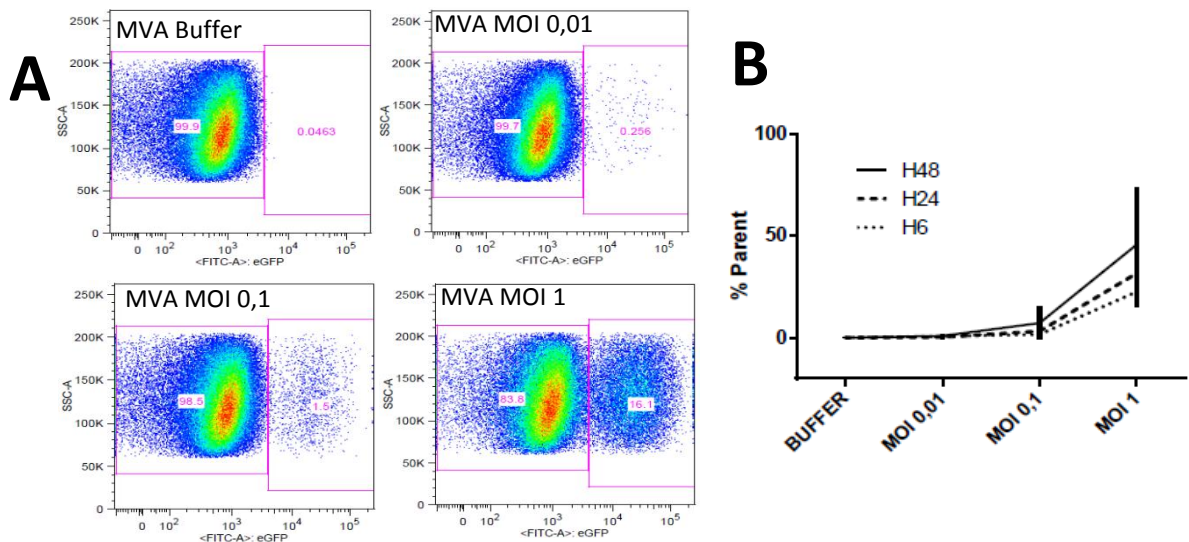 A
MVA Buffer
250K
200K
150K
100K
50K
0
SSC-A
99.9
0.0463
0 10² 10³ 10⁴ 10⁵
<FITC-A>: eGFP
MVA MOI 0,01
250K
200K
150K
100K
50K
0
SSC-A
99.7
0.256
0 10² 10³ 10⁴ 10⁵
<FITC-A>: eGFP
MVA MOI 0,1
250K
200K
150K
100K
50K
0
SSC-A
98.5
1.5
0 10² 10³ 10⁴ 10⁵
<FITC-A>: eGFP
MVA MOI 1
250K
200K
150K
100K
50K
0
SSC-A
83.8
16.1
0 10² 10³ 10⁴ 10⁵
<FITC-A>: eGFP
B
100
50
0
% Parent
H48
H24
H6
BUFFER
MOI 0,01
MOI 0,1
MOI 1